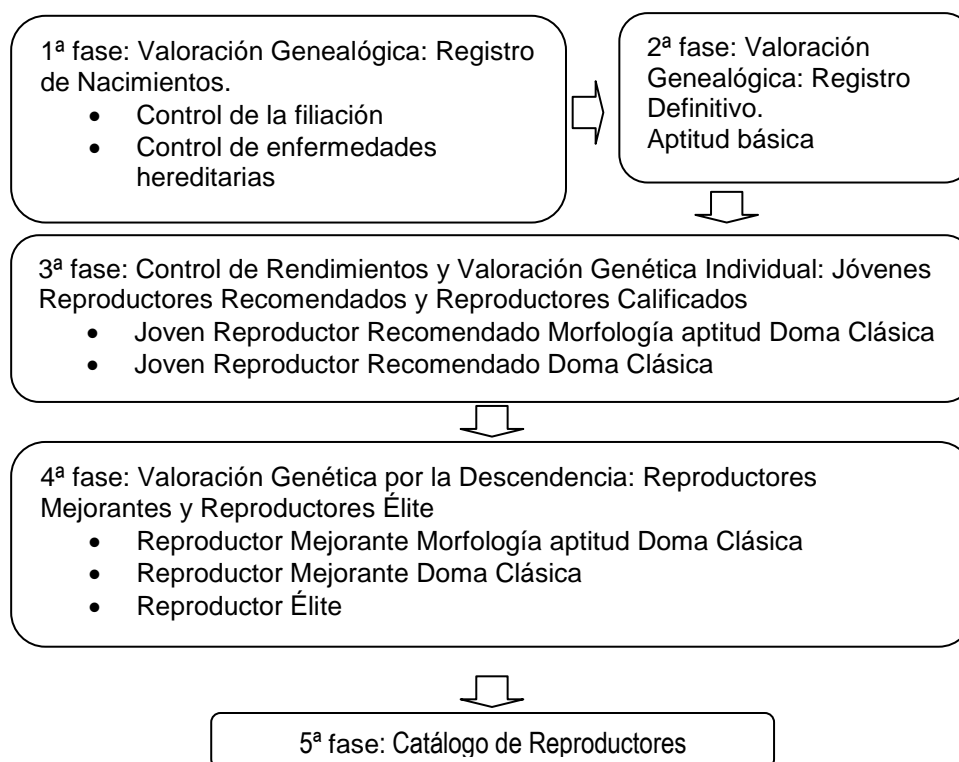 1ª fase: Valoración Genealógica: Registro
de Nacimientos.
• Control de la filiación
• Control de enfermedades
hereditarias
2ª fase: Valoración
Genealógica: Registro
Definitivo.
Aptitud básica
3ª fase: Control de Rendimientos y Valoración Genética Individual: Jóvenes
Reproductores Recomendados y Reproductores Calificados
• Joven Reproductor Recomendado Morfología aptitud Doma Clásica
• Joven Reproductor Recomendado Doma Clásica
4ª fase: Valoración Genética por la Descendencia: Reproductores
Mejorantes y Reproductores Élite
• Reproductor Mejorante Morfología aptitud Doma Clásica
• Reproductor Mejorante Doma Clásica
• Reproductor Élite
5ª fase: Catálogo de Reproductores